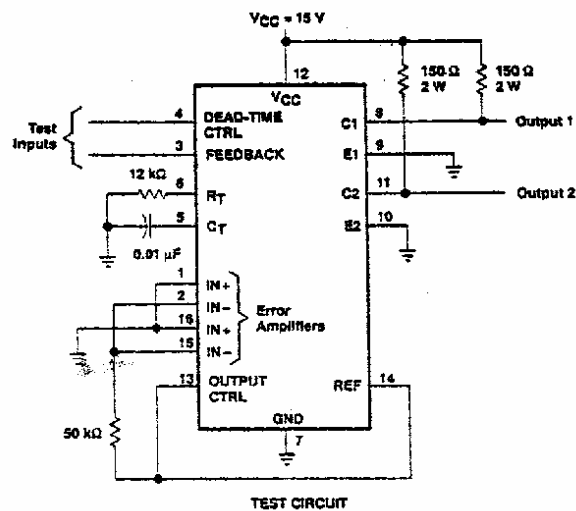 VCC = 15 V
12
VCC
150 Ω
2 W
150 Ω
2 W
Test
Inputs
4
DEAD-TIME
CTRL
3
FEEDBACK
12 kΩ
6
RT
5
CT
0.01 µF
1
IN+
2
IN−
16
IN+
15
IN−
Error
Amplifiers
13
OUTPUT
CTRL
50 kΩ
C1
8
Output 1
E1
9
C2
11
Output 2
E2
10
REF
14
GND
7
TEST CIRCUIT